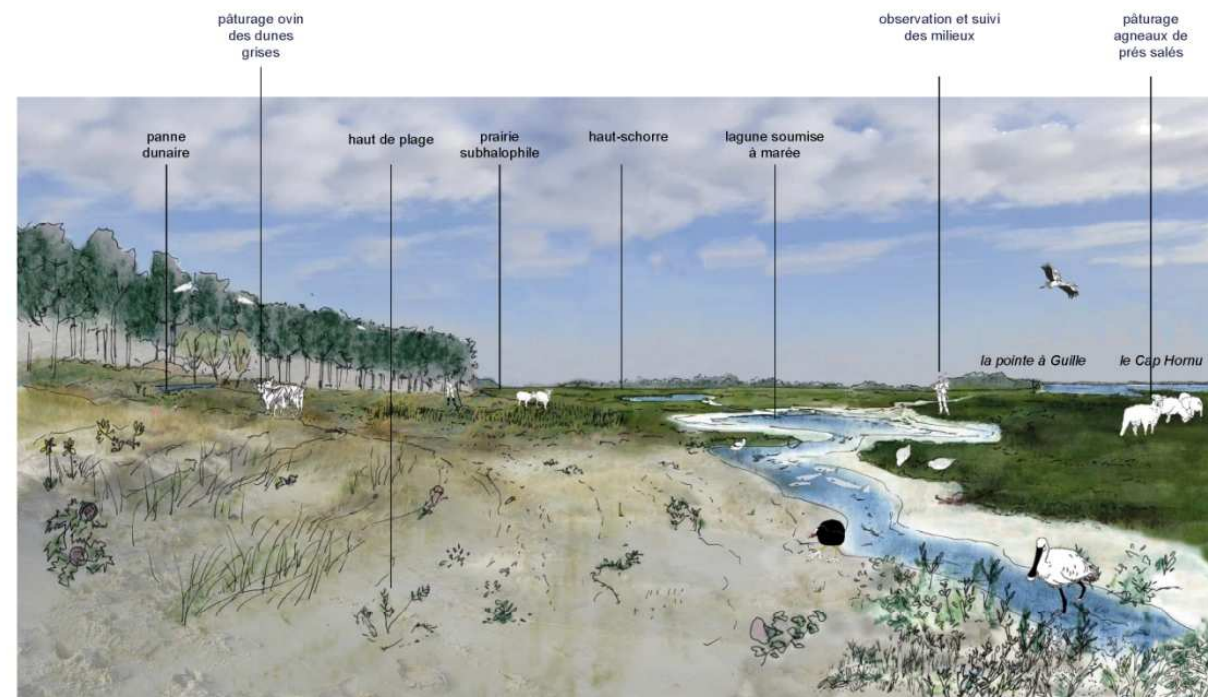 pâturage ovin
des dunes
grises
observation et suivi
des milieux
pâturage
agneaux de
prés salés
panne
dunaire
haut de plage
prairie
subhalophile
haut-schorre
lagune soumise
à marée
la pointe à Guille
le Cap Hornu